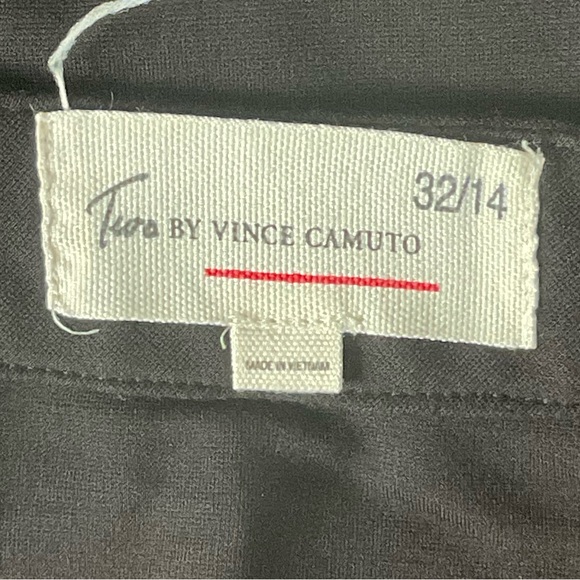 32/14
Two BY VINCE CAMUTO
MADE IN VIETNAM